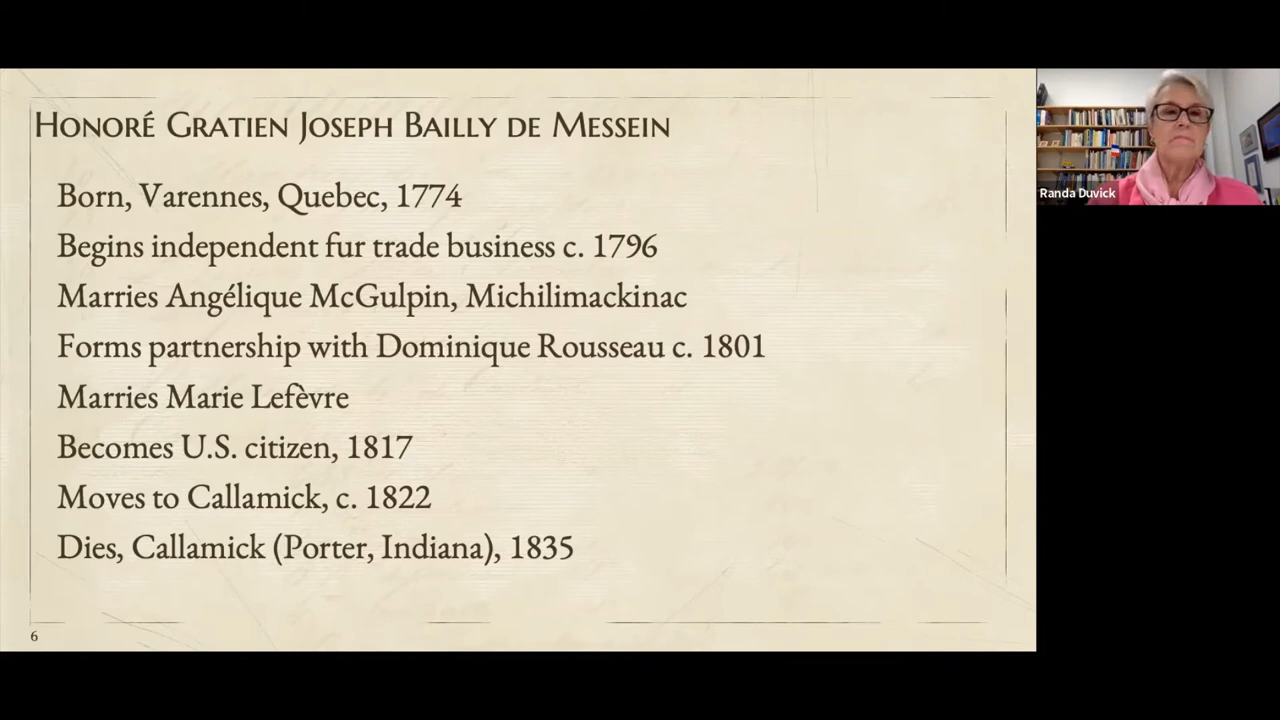 Honoré Gratien Joseph Bailly de Messein
Born, Varennes, Quebec, 1774
Begins independent fur trade business c. 1796
Marries Angélique McGulpin, Michilimackinac
Forms partnership with Dominique Rousseau c. 1801
Marries Marie Lefèvre
Becomes U.S. citizen, 1817
Moves to Callamick, c. 1822
Dies, Callamick (Porter, Indiana), 1835
6
Randa Duvick